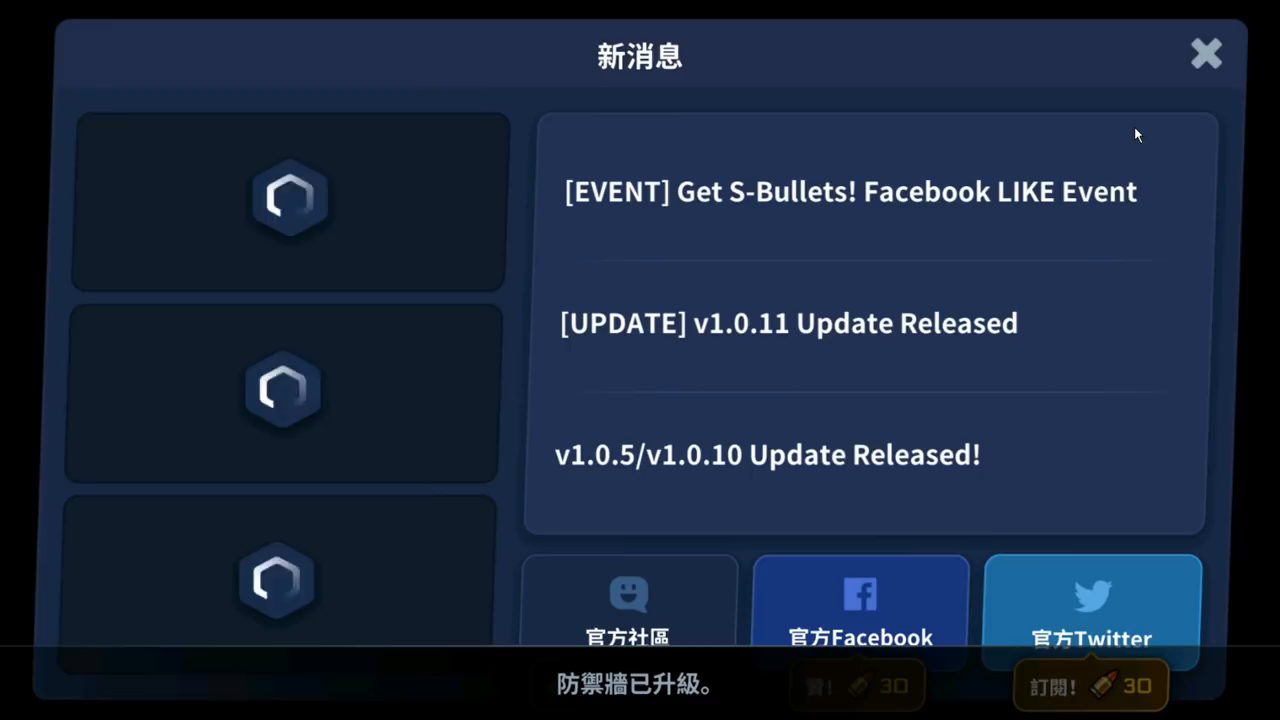 新消息
[EVENT] Get S-Bullets! Facebook LIKE Event
[UPDATE] v1.0.11 Update Released
v1.0.5/v1.0.10 Update Released!
官方社區
官方Facebook
官方Twitter
防禦牆已升級。
讚! 30
訂閱! 30